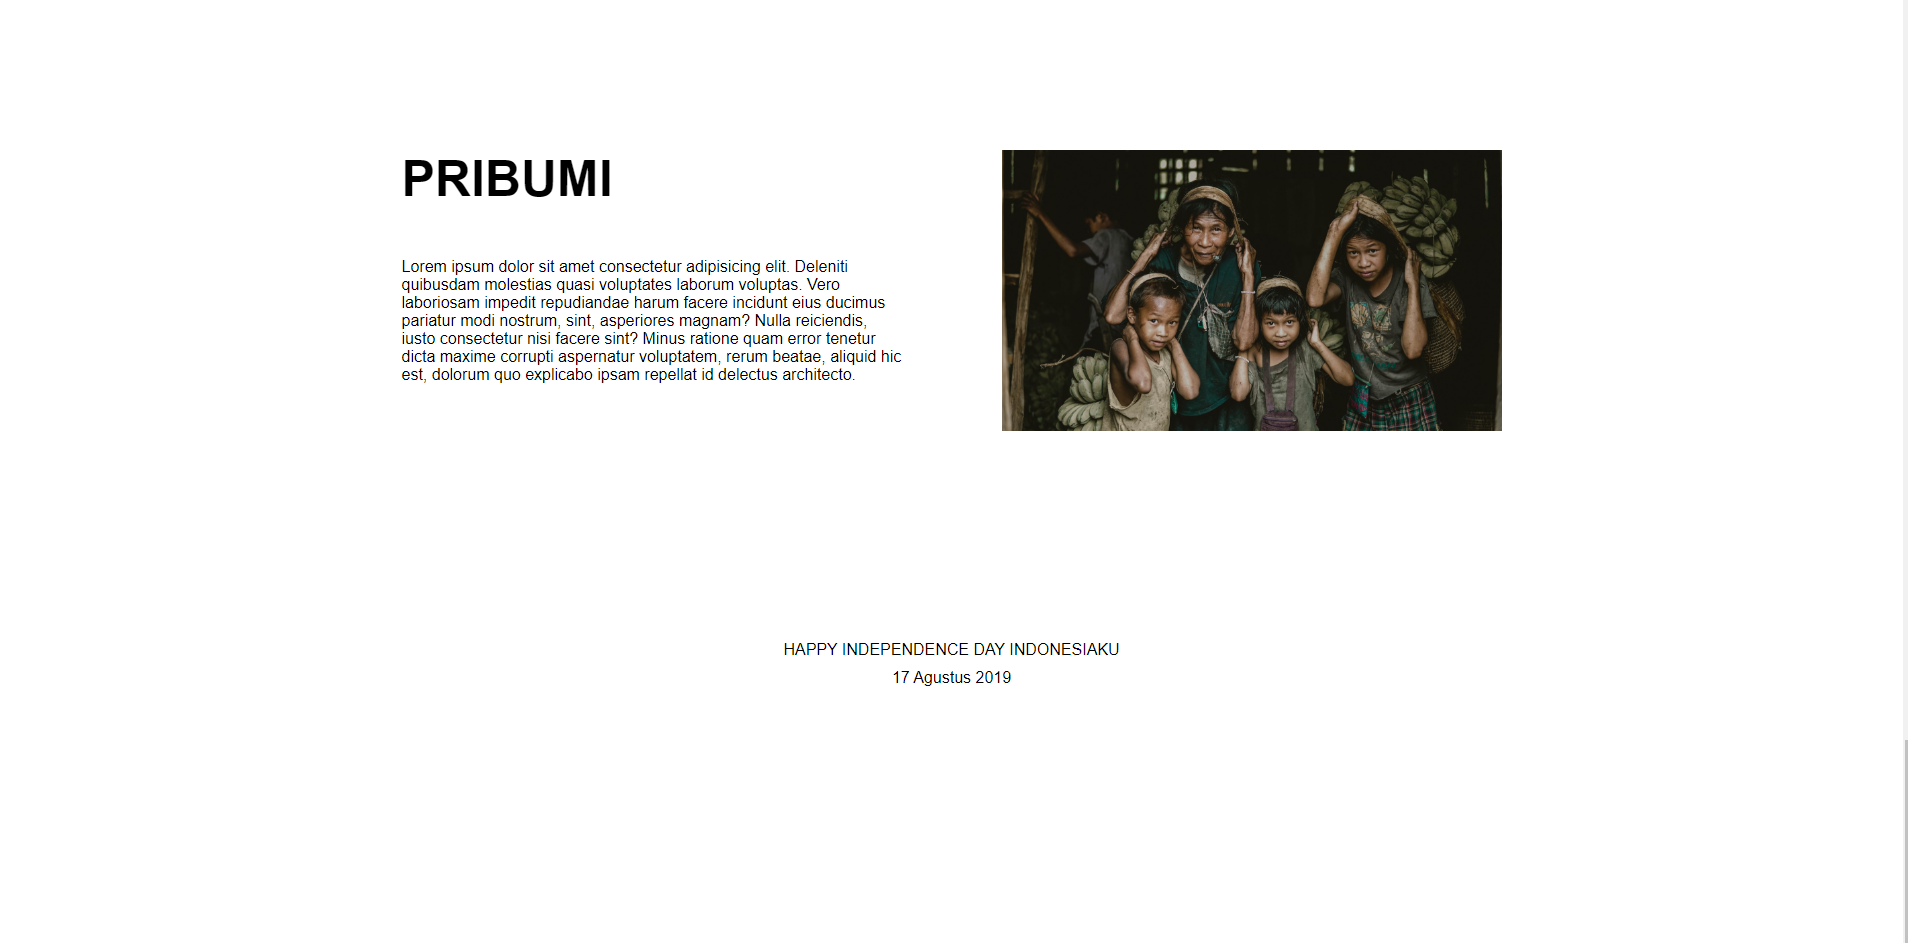 PRIBUMI
Lorem ipsum dolor sit amet consectetur adipisicing elit. Deleniti
quibusdam molestias quasi voluptates laborum voluptas. Vero
laboriosam impedit repudiandae harum facere incidunt eius ducimus
pariatur modi nostrum, sint, asperiores magnam? Nulla reiciendis,
iusto consectetur nisi facere sint? Minus ratione quam error tenetur
dicta maxime corrupti aspernatur voluptatem, rerum beatae, aliquid hic
est, dolorum quo explicabo ipsam repellat id delectus architecto.
HAPPY INDEPENDENCE DAY INDONESIAKU
17 Agustus 2019